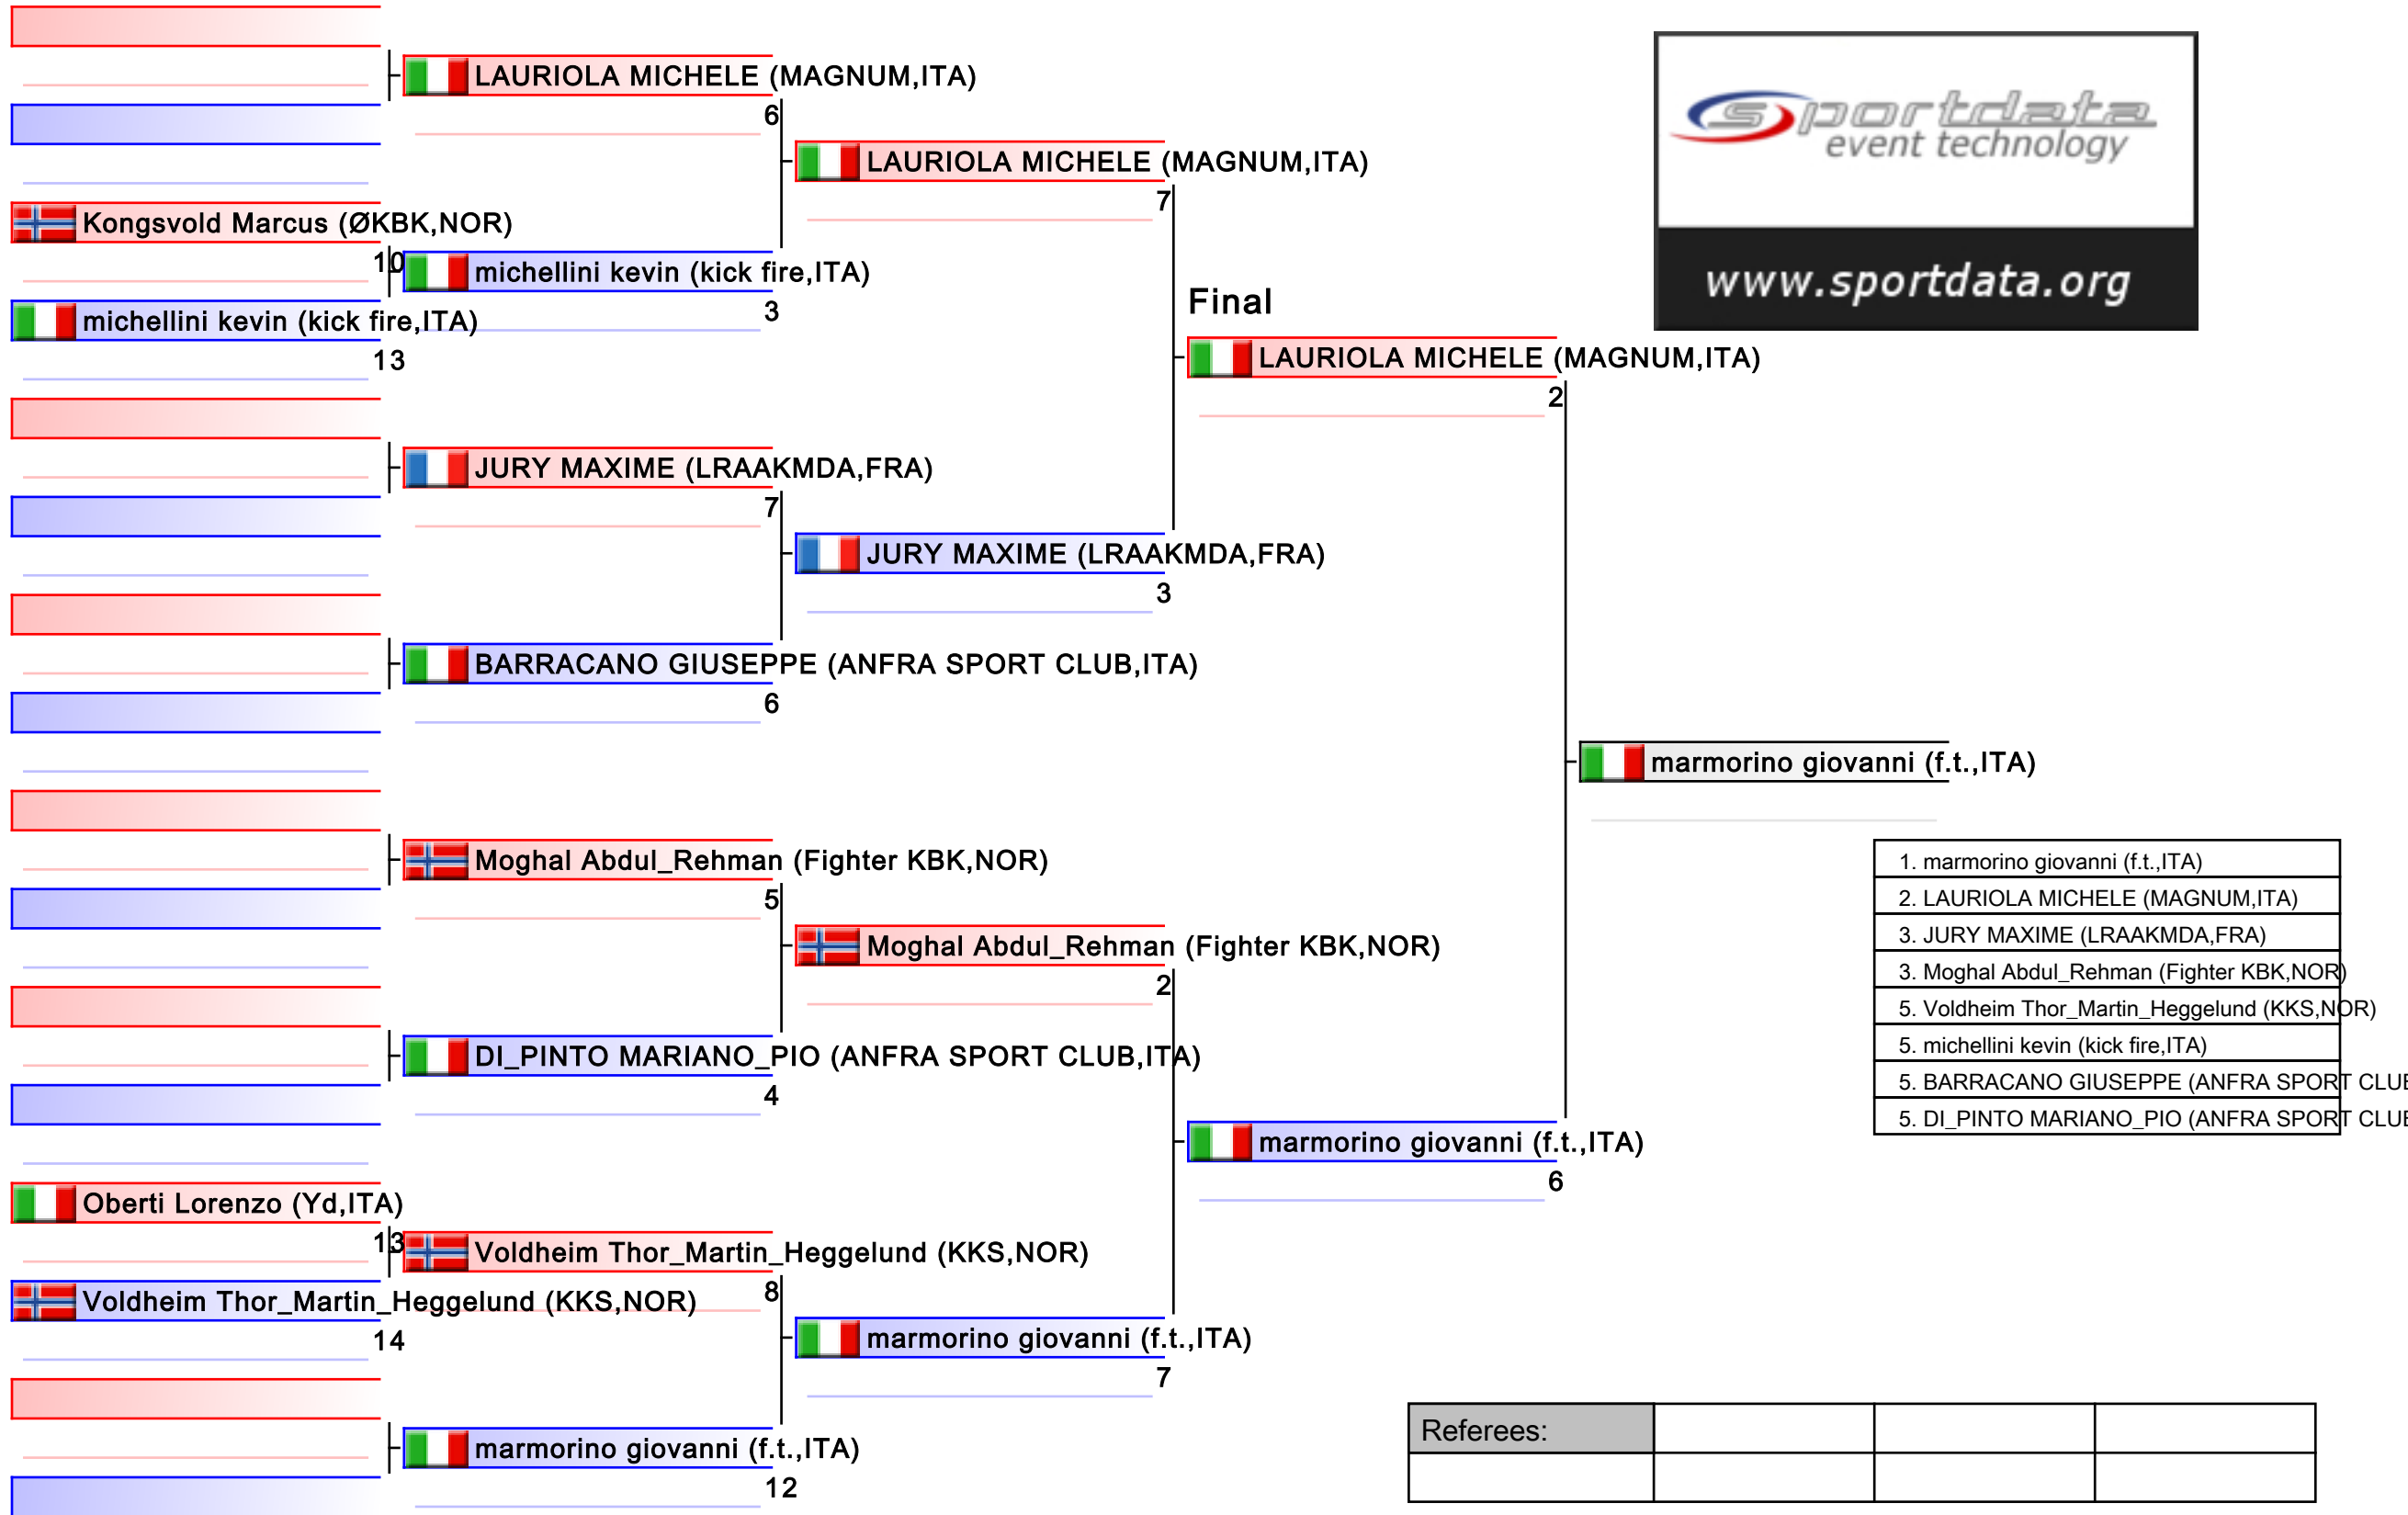 LAURIOLA MICHELE (MAGNUM,ITA)
6
LAURIOLA MICHELE (MAGNUM,ITA)
7
Kongsvold Marcus (ØKBK,NOR)
10
michellini kevin (kick fire,ITA)
3
michellini kevin (kick fire,ITA)
13
sportdata
event technology
www.sportdata.org
Final
LAURIOLA MICHELE (MAGNUM,ITA)
2
JURY MAXIME (LRAAKMDA,FRA)
7
JURY MAXIME (LRAAKMDA,FRA)
3
BARRACANO GIUSEPPE (ANFRA SPORT CLUB,ITA)
6
marmorino giovanni (f.t.,ITA)
Moghal Abdul_Rehman (Fighter KBK,NOR)
5
Moghal Abdul_Rehman (Fighter KBK,NOR)
2
DI_PINTO MARIANO_PIO (ANFRA SPORT CLUB,ITA)
4
marmorino giovanni (f.t.,ITA)
6
Oberti Lorenzo (Yd,ITA)
13
Voldheim Thor_Martin_Heggelund (KKS,NOR)
8
Voldheim Thor_Martin_Heggelund (KKS,NOR)
14
marmorino giovanni (f.t.,ITA)
7
marmorino giovanni (f.t.,ITA)
12
1. marmorino giovanni (f.t.,ITA)
2. LAURIOLA MICHELE (MAGNUM,ITA)
3. JURY MAXIME (LRAAKMDA,FRA)
3. Moghal Abdul_Rehman (Fighter KBK,NOR)
5. Voldheim Thor_Martin_Heggelund (KKS,NOR)
5. michellini kevin (kick fire,ITA)
5. BARRACANO GIUSEPPE (ANFRA SPORT CLUB
5. DI_PINTO MARIANO_PIO (ANFRA SPORT CLUB
Referees: